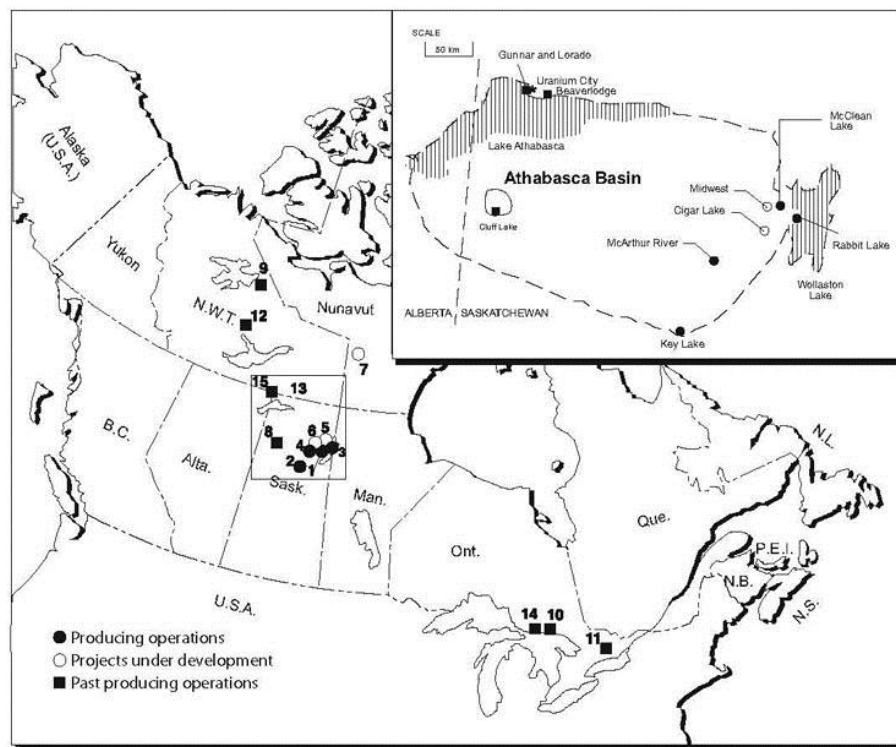 SCALE
50 km
Gunnar and Lorado
Uranium City
Beaverlodge
McClean
Lake
Lake Athabasca
Athabasca Basin
Midwest
Cigar Lake
Cluff Lake
McArthur River
Rabbit Lake
Wollaston
Lake
ALBERTA
SASKATCHEWAN
Key Lake
Alaska
(U.S.A.)
Yukon
N.W.T.
Nunavut
9
12
7
15
13
8
6
5
4
3
2
1
B.C.
Alta.
Sask.
Man.
Ont.
Que.
N.L.
P.E.I.
N.B.
N.S.
U.S.A.
14
10
11
Producing operations
Projects under development
Past producing operations